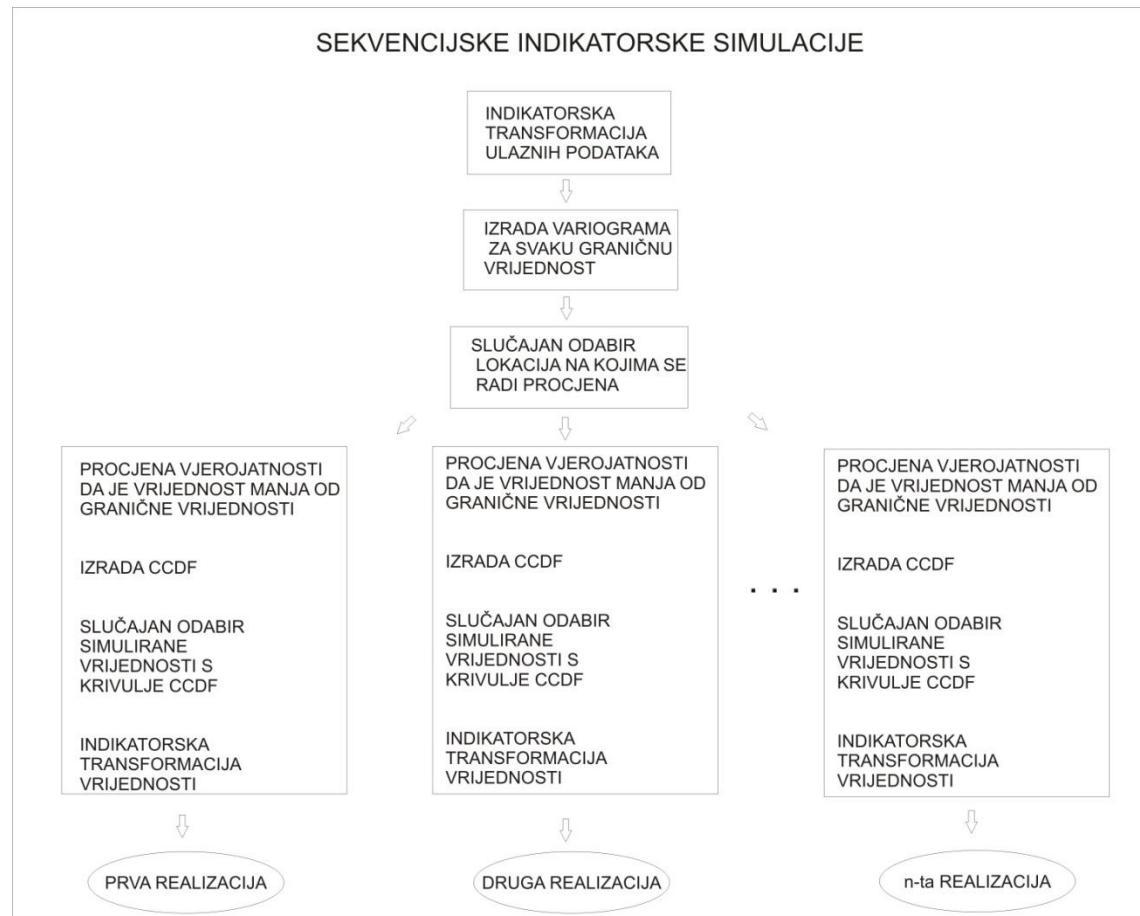 SEKVENCIJSKE INDIKATORSKE SIMULACIJE
INDIKATORSKA
TRANSFORMACIJA
ULAZNIH PODATAKA
IZRADA VARIOGRAMA
ZA SVAKU GRANIČNU
VRIJEDNOST
SLUČAJAN ODABIR
LOKACIJA NA KOJIMA SE
RADI PROCJENA
PROCJENA VJEROJATNOSTI
DA JE VRIJEDNOST MANJA OD
GRANIČNE VRIJEDNOSTI
IZRADA CCDF
SLUČAJAN ODABIR
SIMULIRANE
VRIJEDNOSTI S
KRIVULJE CCDF
INDIKATORSKA
TRANSFORMACIJA
VRIJEDNOSTI
PRVA REALIZACIJA
PROCJENA VJEROJATNOSTI
DA JE VRIJEDNOST MANJA OD
GRANIČNE VRIJEDNOSTI
IZRADA CCDF
SLUČAJAN ODABIR
SIMULIRANE
VRIJEDNOSTI S
KRIVULJE CCDF
INDIKATORSKA
TRANSFORMACIJA
VRIJEDNOSTI
DRUGA REALIZACIJA
. . .
PROCJENA VJEROJATNOSTI
DA JE VRIJEDNOST MANJA OD
GRANIČNE VRIJEDNOSTI
IZRADA CCDF
SLUČAJAN ODABIR
SIMULIRANE
VRIJEDNOSTI S
KRIVULJE CCDF
INDIKATORSKA
TRANSFORMACIJA
VRIJEDNOSTI
n-ta REALIZACIJA